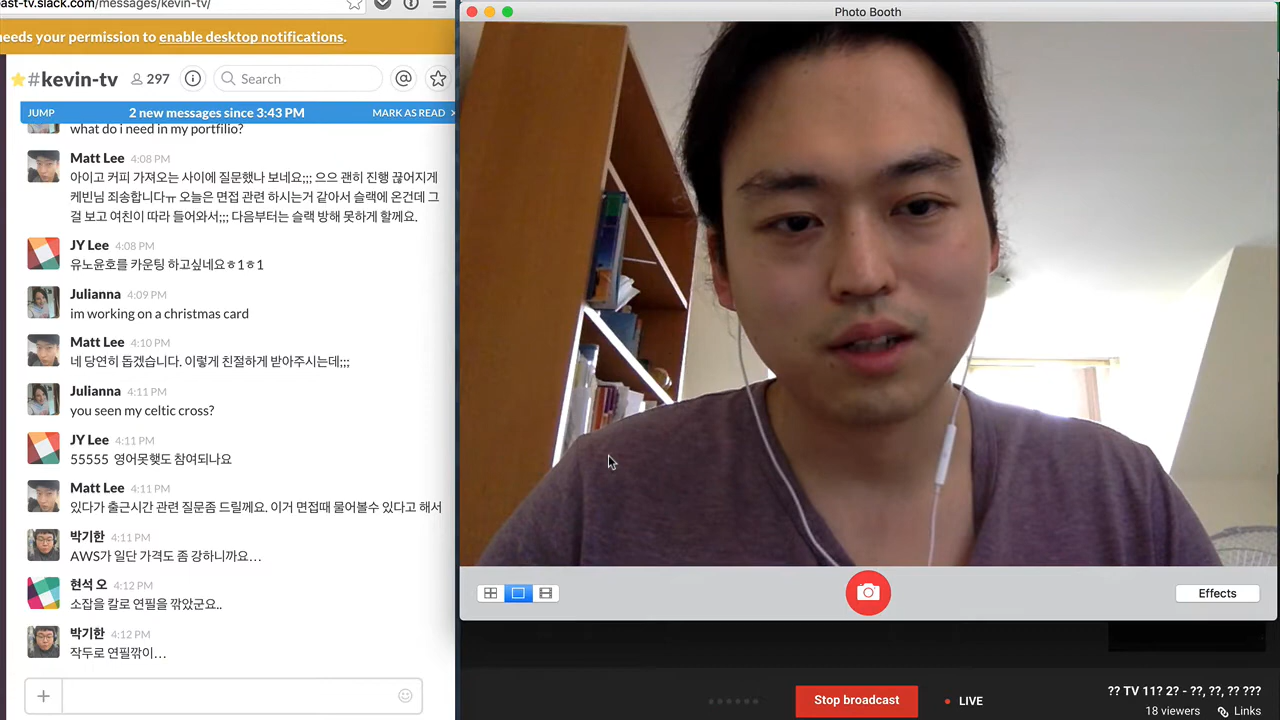 ast-tv.slack.com/messages/kevin-tv/
eeds your permission to enable desktop notifications.
#kevin-tv 297 Search
JUMP 2 new messages since 3:43 PM MARK AS READ
what do i need in my portfilio?
Matt Lee 4:08 PM
아이고 커피 가져오는 사이에 질문했나 보네요;;; 으으 괜히 진행 끊어지게
케빈님 죄송합니다ㅠ 오늘은 면접 관련 하시는거 같아서 슬랙에 온건데 그
걸 보고 여친이 따라 들어와서;;; 다음부터는 슬랙 방해 못하게 할께요.
JY Lee 4:08 PM
유노윤호를 카운팅 하고싶네요ㅎ1ㅎ1
Julianna 4:09 PM
im working on a christmas card
Matt Lee 4:10 PM
네 당연히 돕겠습니다. 이렇게 친절하게 받아주시는데;;;
Julianna 4:11 PM
you seen my celtic cross?
JY Lee 4:11 PM
55555 영어못햊도 참여되나요
Matt Lee 4:11 PM
있다가 출근시간 관련 질문좀 드릴께요. 이거 면접때 물어볼수 있다고 해서
박기한 4:11 PM
AWS가 일단 가격도 좀 강하니까요…
현석 오 4:12 PM
소잡을 칼로 연필을 깎았군요..
박기한 4:12 PM
작두로 연필깎이…
Photo Booth
Effects
Stop broadcast
LIVE
?? TV 11? 2? - ??, ??, ?? ???
18 viewers Links